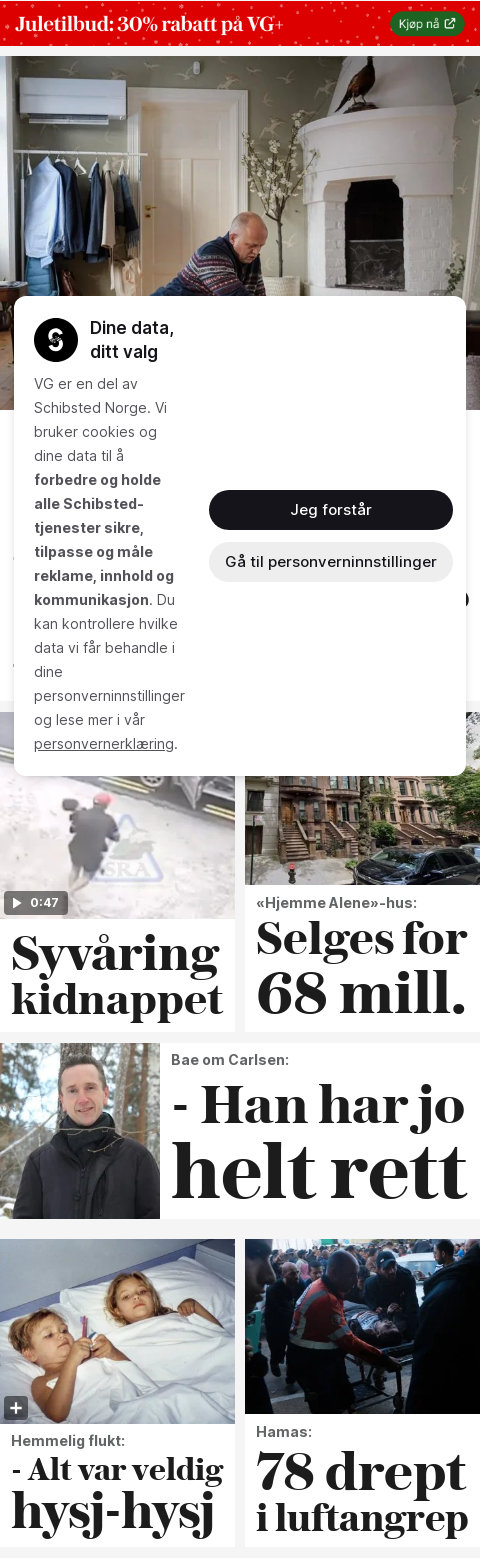 Juletilbud: 30% rabatt på VG+
Kjøp nå
Dine data,
ditt valg
VG er en del av
Schibsted Norge. Vi
bruker cookies og
dine data til å
forbedre og holde
alle Schibsted-
tjenester sikre,
tilpasse og måle
reklame, innhold og
kommunikasjon. Du
kan kontrollere hvilke
data vi får behandle i
dine
personverninnstillinger
og lese mer i vår
personvernerklæring.
Jeg forstår
Gå til personverninnstillinger
0:47
Syvåring
kidnappet
«Hjemme Alene»-hus:
Selges for
68 mill.
Bae om Carlsen:
- Han har jo
helt rett
Hemmelig flukt:
- Alt var veldig
hysj-hysj
Hamas:
78 drept
i luftangrep